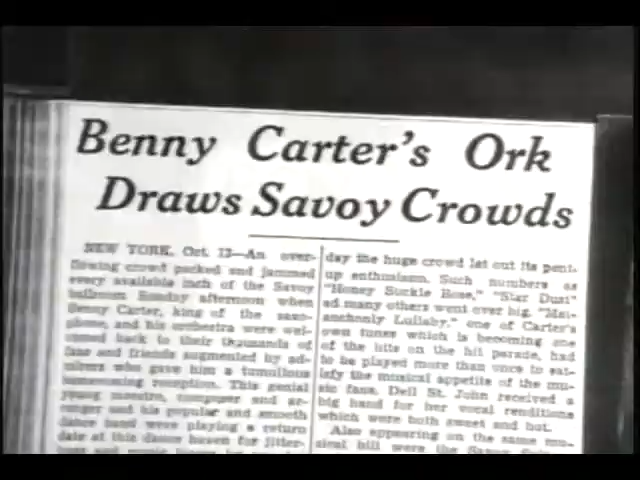 Benny Carter's Ork
Draws Savoy Crowds
NEW YORK, Oct. 13—An over-
flowing crowd packed and jammed
every available inch of the Savoy
ballroom Sunday afternoon when
Benny Carter, king of the saxo-
phone, and his orchestra were wel-
comed back to their thousands of
fans and friends augmented by ad-
mirers who gave him a tumultous
homecoming reception. This genial
young maestro, composer and ar-
ranger and his popular and smooth
dance band were playing a return
date at this dance haven for jitter-
day the huge crowd let out its pent-
up enthusiasm. Such numbers as
"Honey Suckle Rose," "Star Dust"
ad many others went over big. "Mel-
anchonly Lullaby," one of Carter's
own tunes which is becoming one
of the hits on the hit parade, had
to be played more than once to sat-
isfy the musical appetite of the mu-
sic fans. Dell St. John received a
big hand for her vocal renditions
which were both sweet and hot.
Also appearing on the same mu-
sical bill were the Savoy